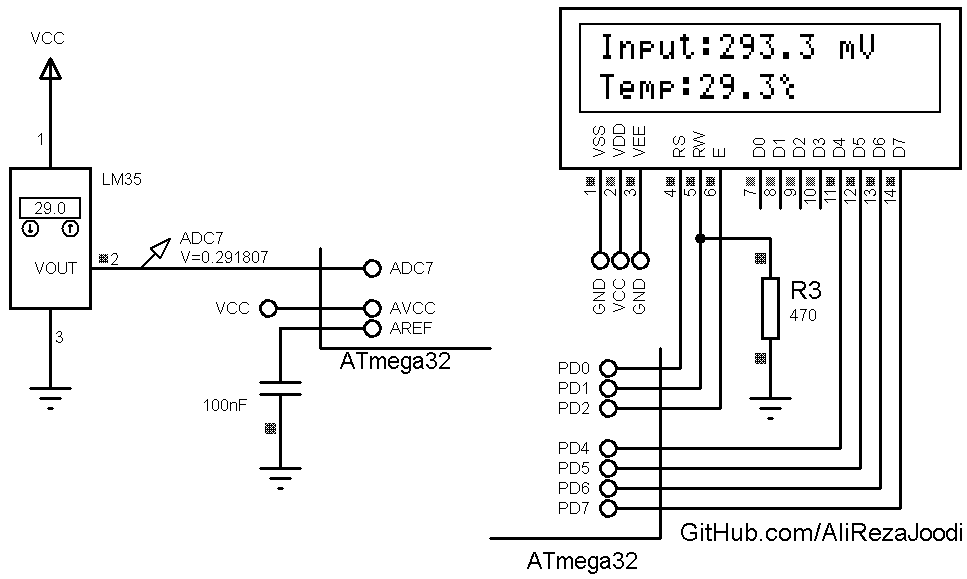 VCC
1
LM35
29.0
VOUT
2
ADC7
V=0.291807
3
ADC7
VCC
AVCC
AREF
ATmega32
100nF
Input:293.3 mV
Temp:29.3%
VSS
VDD
VEE
RS
RW
E
D0
D1
D2
D3
D4
D5
D6
D7
1
2
3
4
5
6
7
8
9
10
11
12
13
14
GND
VCC
GND
R3
470
PD0
PD1
PD2
PD4
PD5
PD6
PD7
GitHub.com/AliRezaJoodi
ATmega32